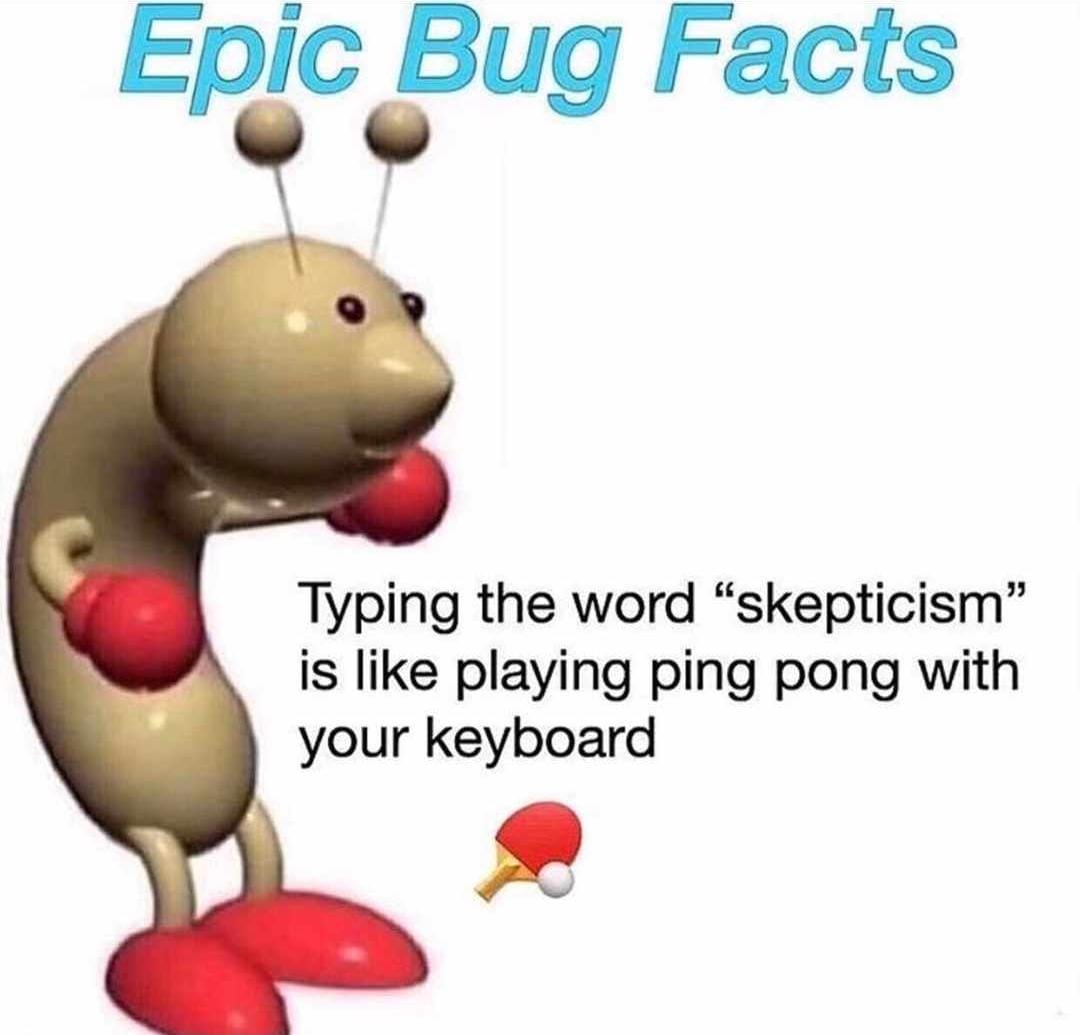 Epic Bug Facts
Typing the word “skepticism”
is like playing ping pong with
your keyboard